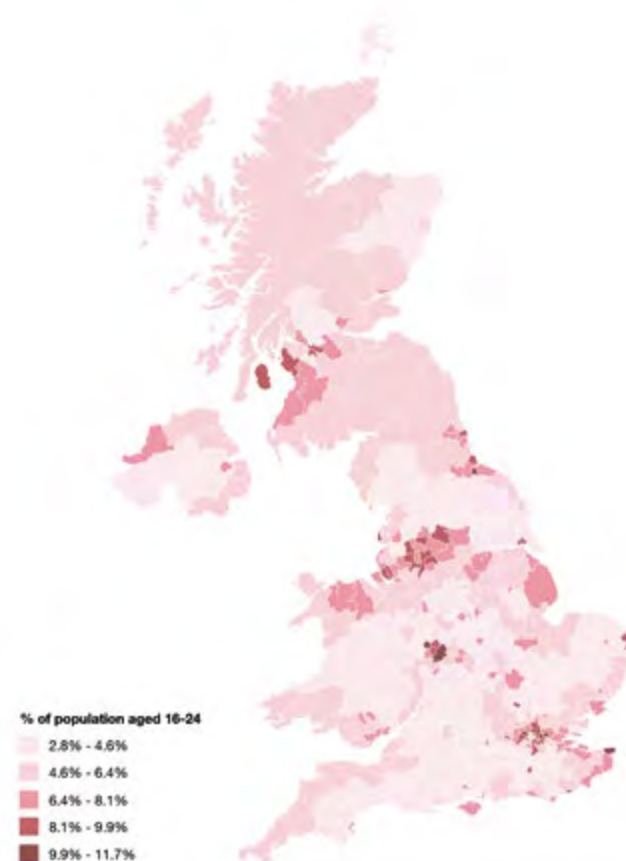 % of population aged 16-24
2.8% - 4.6%
4.6% - 6.4%
6.4% - 8.1%
8.1% - 9.9%
9.9% - 11.7%